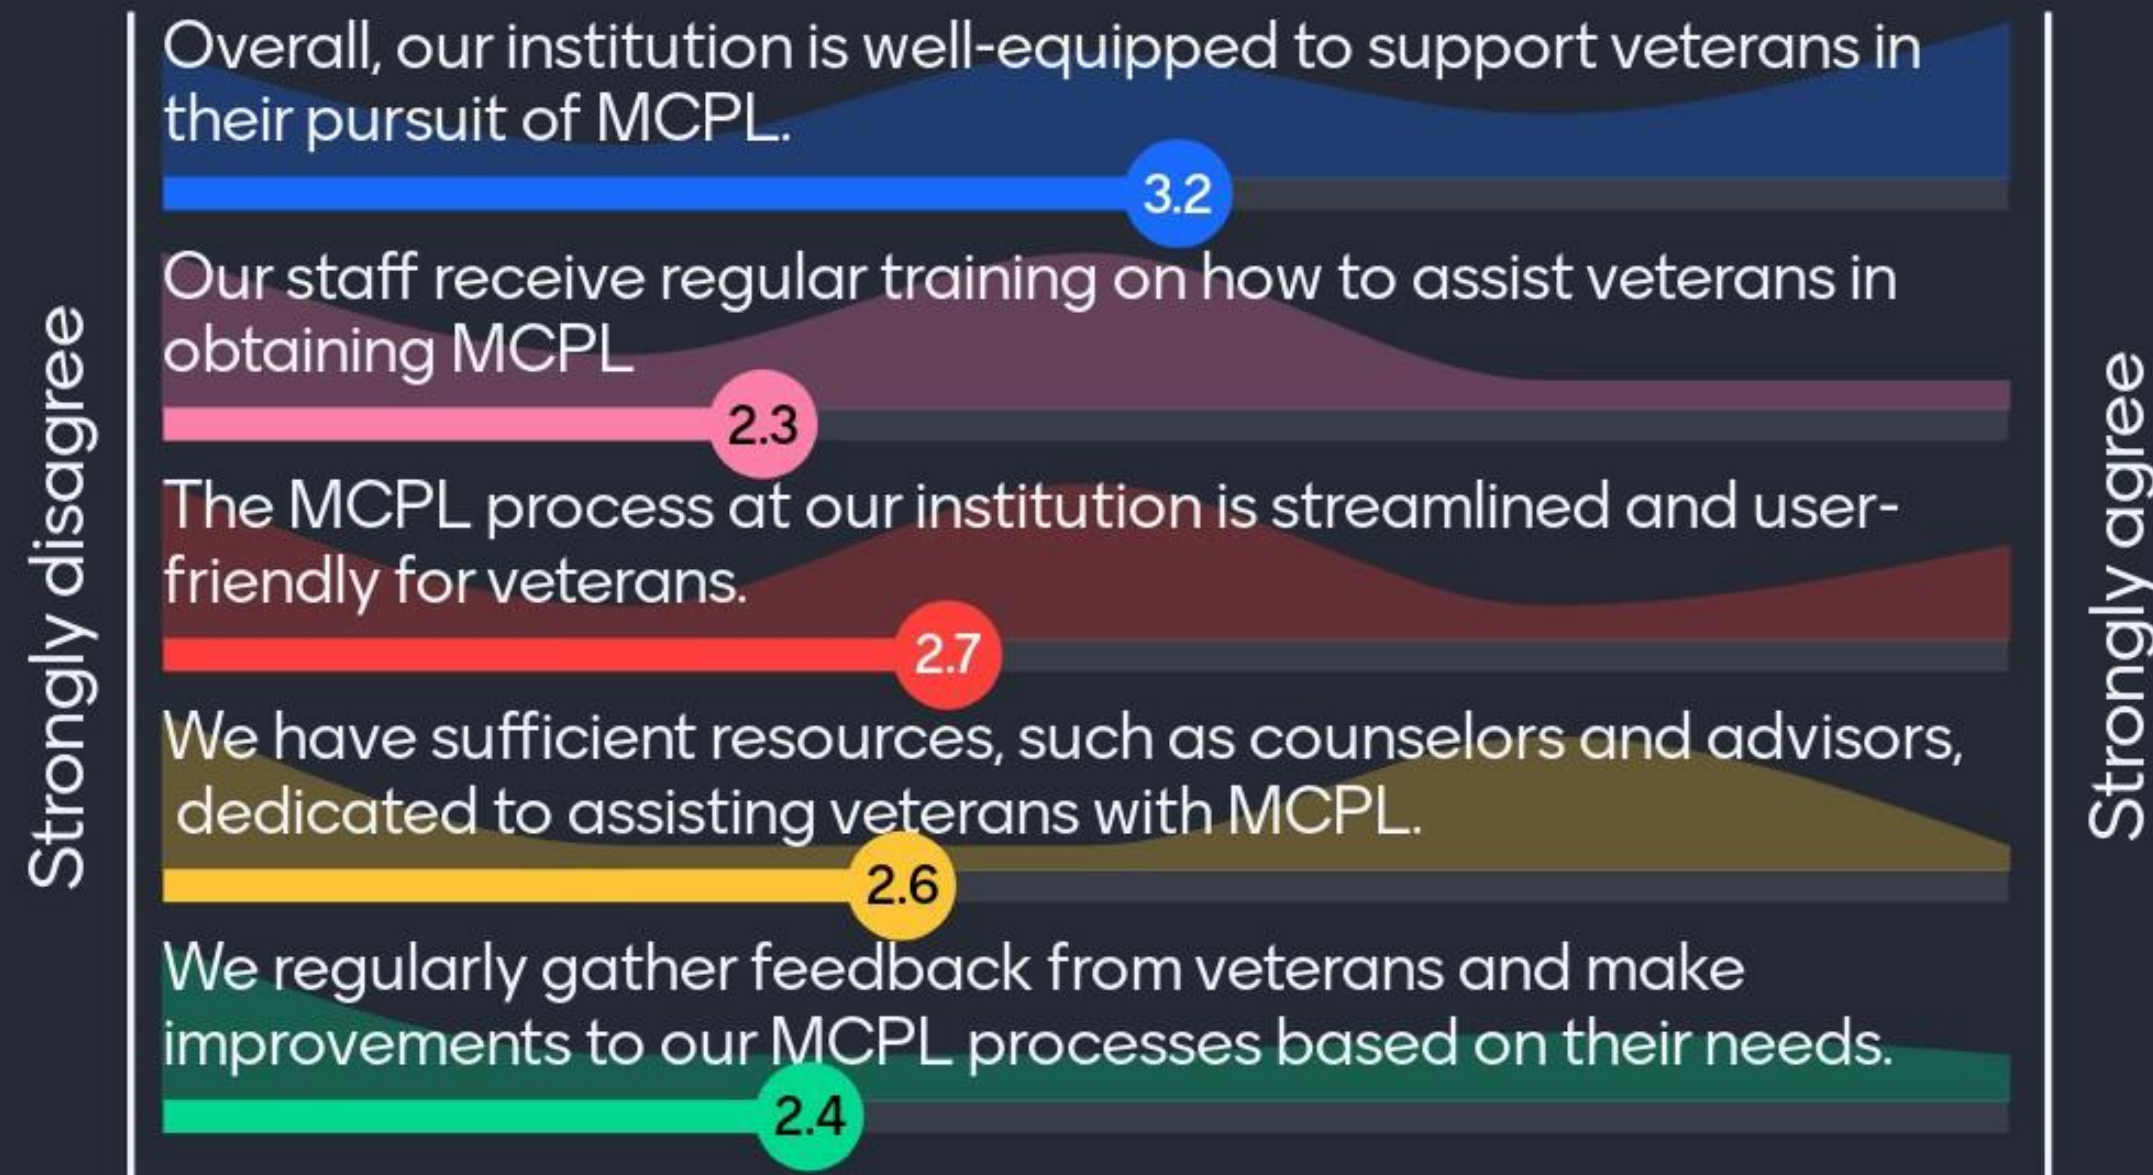 Overall, our institution is well-equipped to support veterans in
their pursuit of MCPL.
3.2
Our staff receive regular training on how to assist veterans in
obtaining MCPL
2.3
The MCPL process at our institution is streamlined and user-
friendly for veterans.
2.7
We have sufficient resources, such as counselors and advisors,
dedicated to assisting veterans with MCPL.
2.6
We regularly gather feedback from veterans and make
improvements to our MCPL processes based on their needs.
2.4
Strongly disagree
Strongly agree